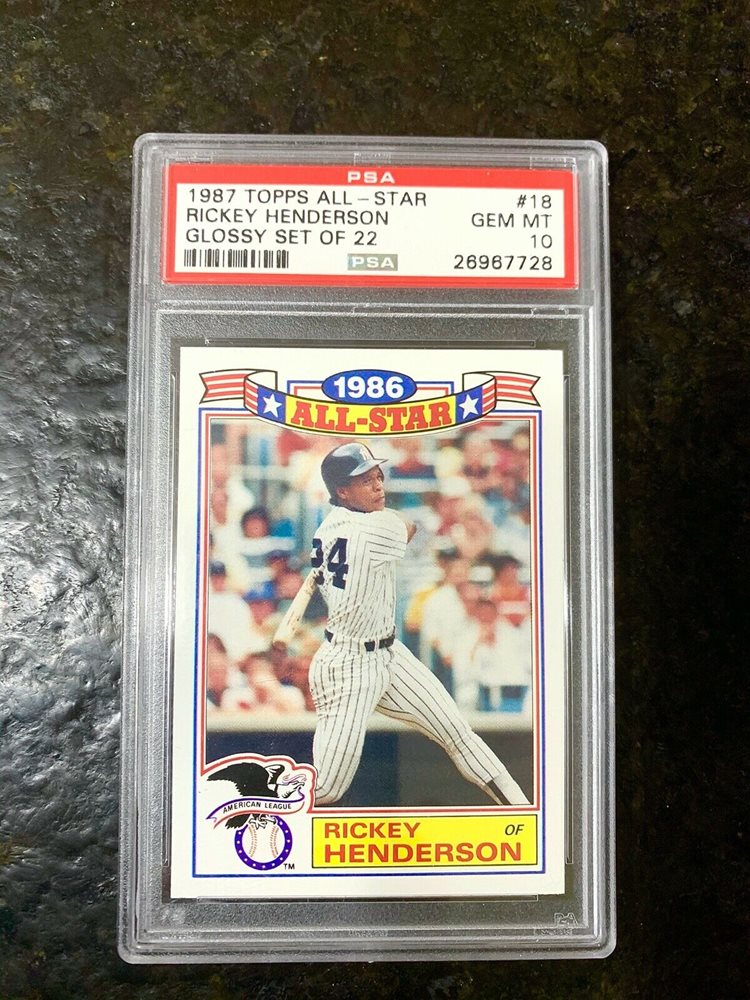 PSA
1987 TOPPS ALL-STAR #18
RICKEY HENDERSON GEM MT
GLOSSY SET OF 22 10
PSA 26967728
1986
ALL-STAR
24
AMERICAN LEAGUE
TM
RICKEY OF
HENDERSON